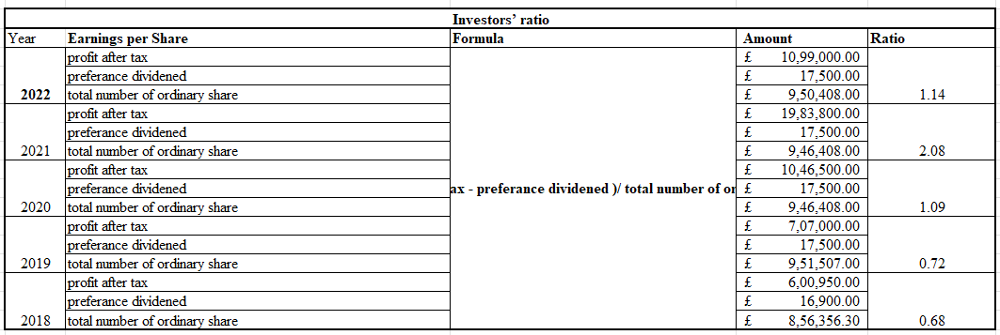 Investors’ ratio
Year Earnings per Share Formula Amount Ratio
profit after tax £ 10,99,000.00
preferance dividened £ 17,500.00
2022 total number of ordinary share £ 9,50,408.00 1.14
profit after tax £ 19,83,800.00
preferance dividened £ 17,500.00
2021 total number of ordinary share £ 9,46,408.00 2.08
profit after tax £ 10,46,500.00
preferance dividened ax - preferance dividened )/ total number of or £ 17,500.00
2020 total number of ordinary share £ 9,46,408.00 1.09
profit after tax £ 7,07,000.00
preferance dividened £ 17,500.00
2019 total number of ordinary share £ 9,51,507.00 0.72
profit after tax £ 6,00,950.00
preferance dividened £ 16,900.00
2018 total number of ordinary share £ 8,56,356.30 0.68